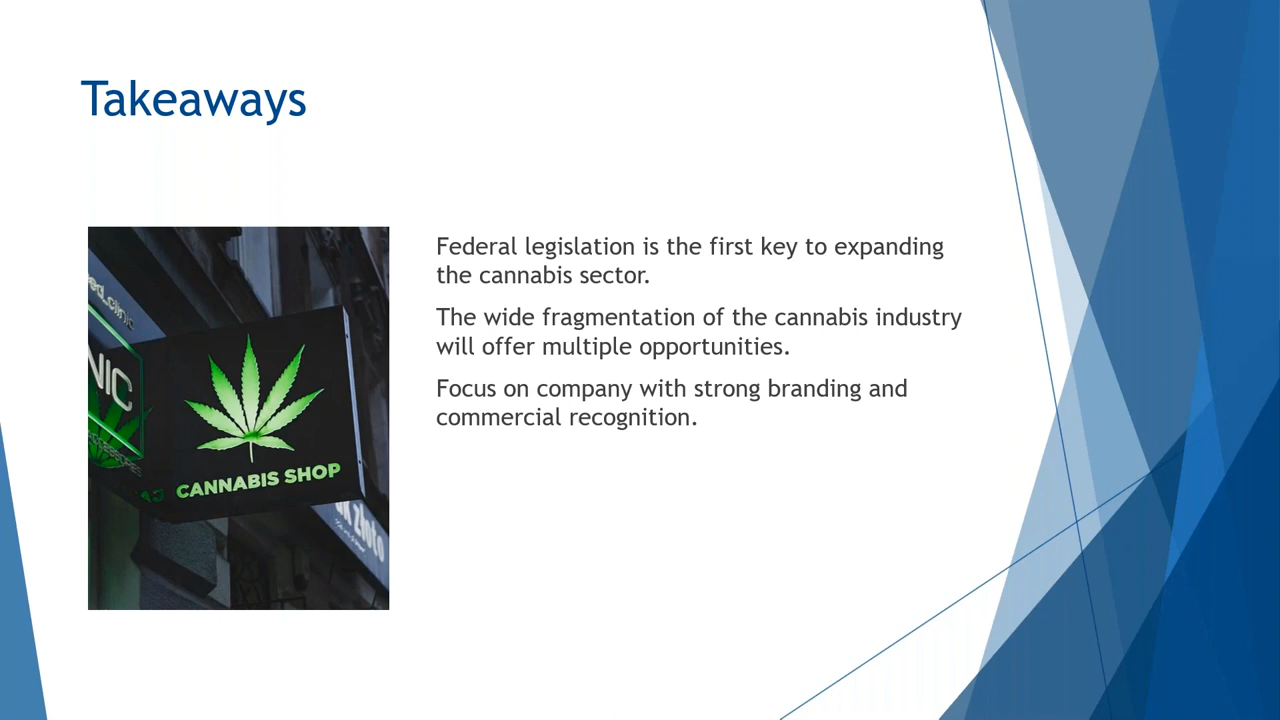 Takeaways
Federal legislation is the first key to expanding
the cannabis sector.
The wide fragmentation of the cannabis industry
will offer multiple opportunities.
Focus on company with strong branding and
commercial recognition.
NIC
CANNABIS SHOP